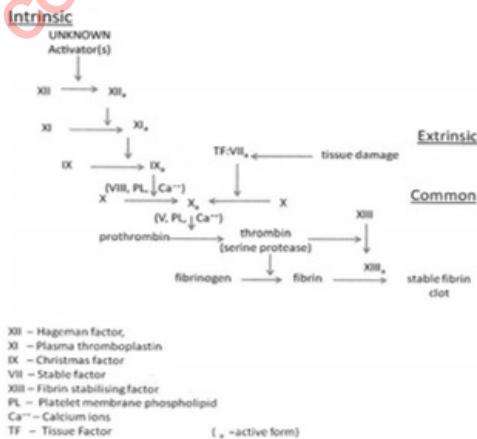 Intrinsic
UNKNOWN
Activator(s)
XII XIIa
XI XIa
Extrinsic
IX IXa TF:VIIa tissue damage
(VIII, PL, Ca⁺⁺)
Common
X Xa X
XIII
(V, PL, Ca⁺⁺)
prothrombin thrombin
(serine protease)
XIIIa
fibrinogen fibrin stable fibrin
clot
XII – Hageman factor,
XI – Plasma thromboplastin
IX – Christmas factor
VII – Stable factor
XIII – Fibrin stabilising factor
PL – Platelet membrane phospholipid
Ca⁺⁺ – Calcium ions
TF – Tissue Factor (a –active form)